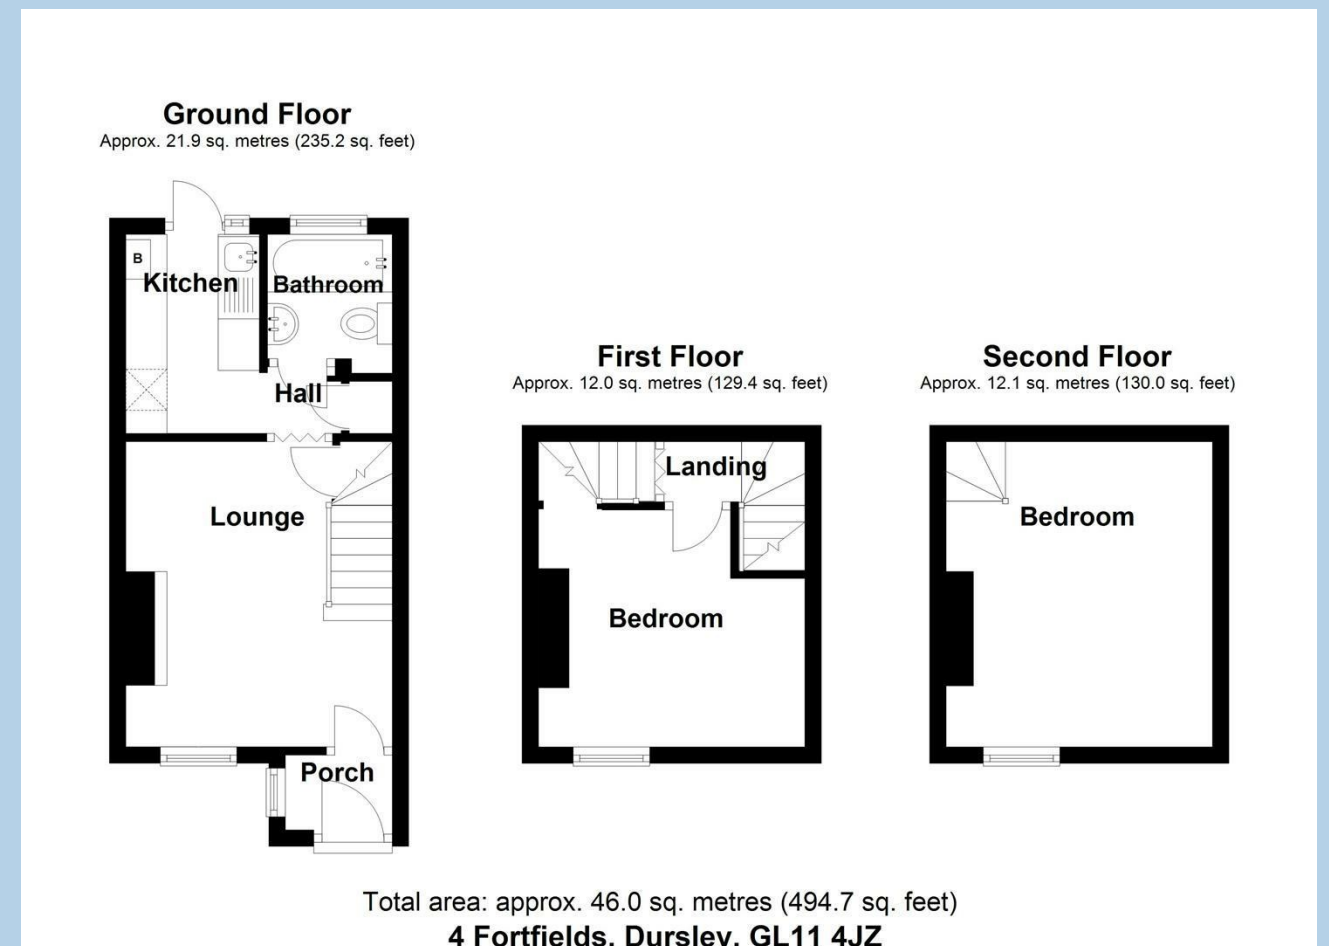 Ground Floor
Approx. 21.9 sq. metres (235.2 sq. feet)
B
Kitchen
Bathroom
Hall
Lounge
Porch
First Floor
Approx. 12.0 sq. metres (129.4 sq. feet)
Landing
Bedroom
Second Floor
Approx. 12.1 sq. metres (130.0 sq. feet)
Bedroom
Total area: approx. 46.0 sq. metres (494.7 sq. feet)
4 Fortfields, Dursley, GL11 4JZ